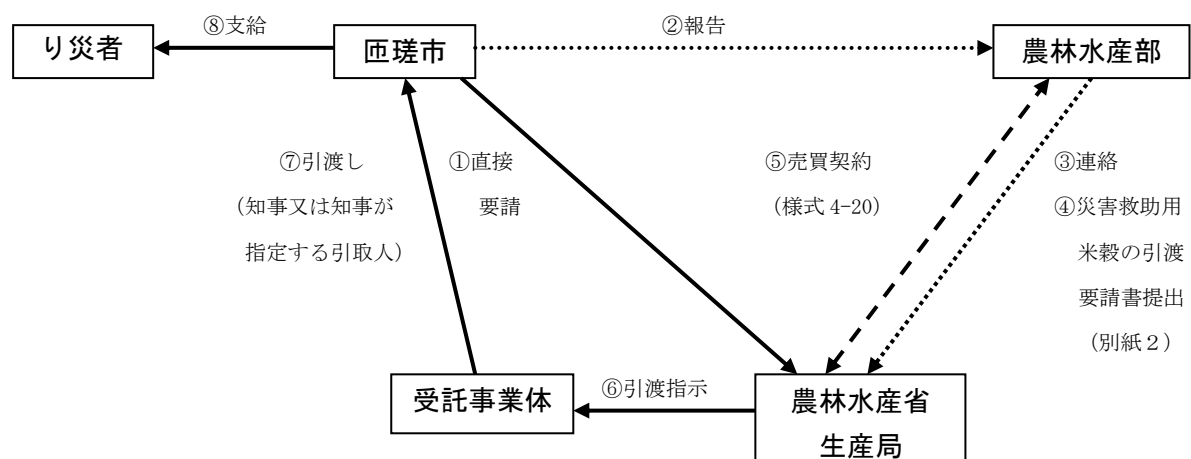 ⑧支給
②報告
り災者
匝瑳市
農林水産部
⑦引渡し
(知事又は知事が
指定する引取人)
①直接
要請
⑤売買契約
(様式 4-20)
③連絡
④災害救助用
米穀の引渡
要請書提出
(別紙2)
受託事業体
⑥引渡指示
農林水産省
生産局